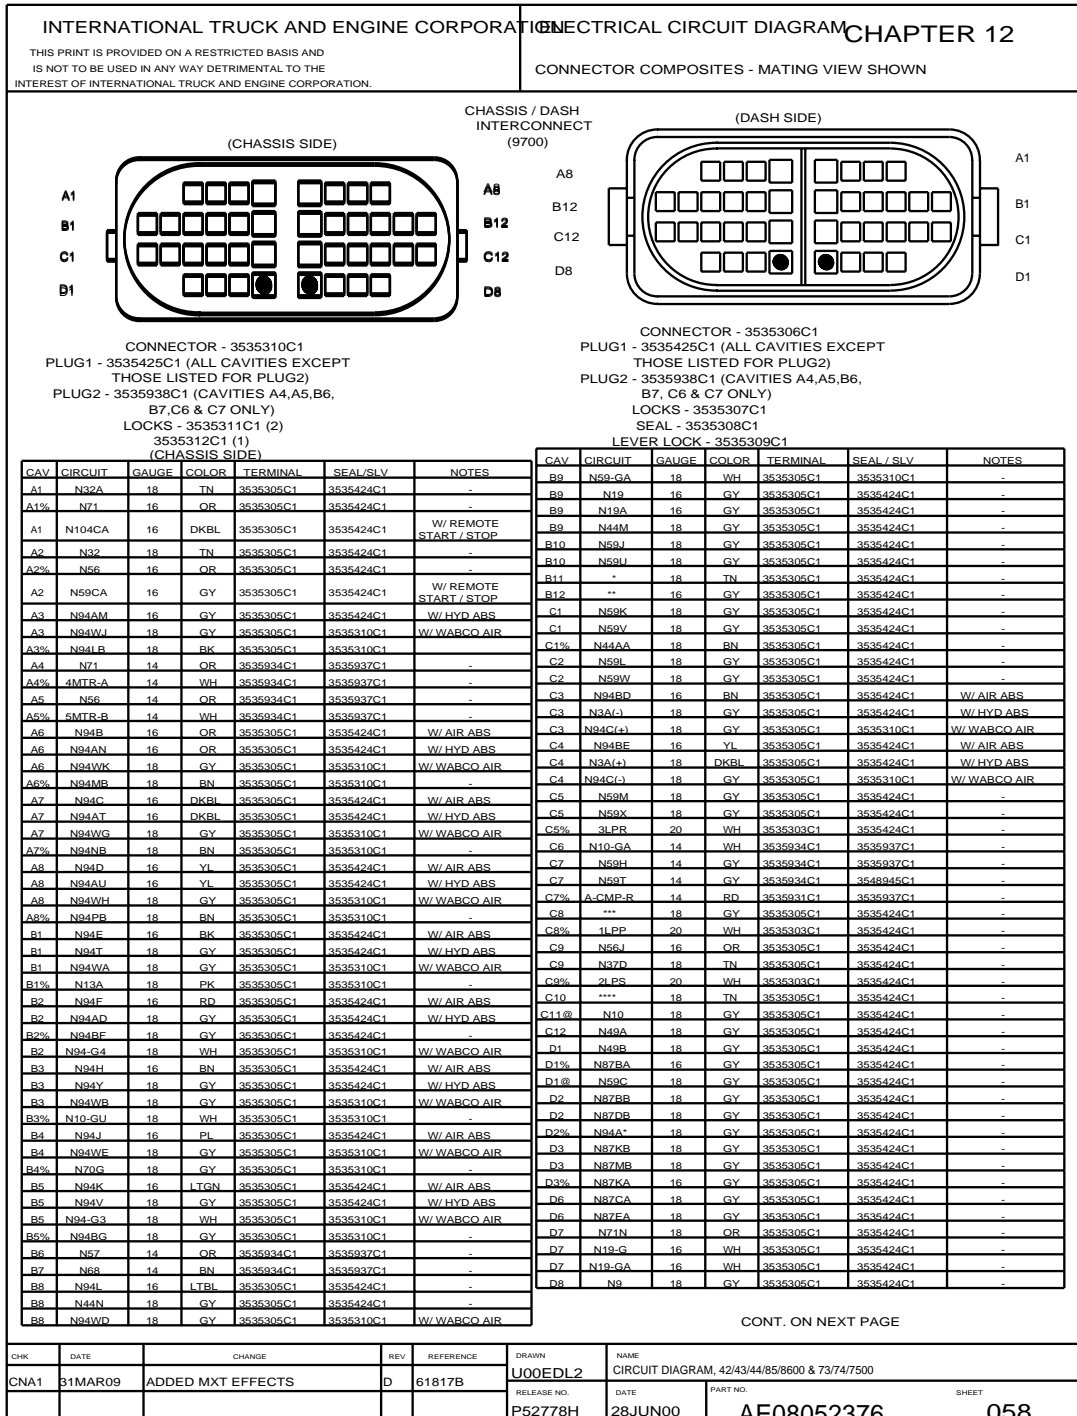 INTERNATIONAL TRUCK AND ENGINE CORPORATION
THIS PRINT IS PROVIDED ON A RESTRICTED BASIS AND
IS NOT TO BE USED IN ANY WAY DETRIMENTAL TO THE
INTEREST OF INTERNATIONAL TRUCK AND ENGINE CORPORATION.
ELECTRICAL CIRCUIT DIAGRAM
CHAPTER 12
CONNECTOR COMPOSITES - MATING VIEW SHOWN
CHASSIS / DASH
INTERCONNECT
(9700)
(CHASSIS SIDE)
A1 A8
B1 B12
C1 C12
D1 D8
(DASH SIDE)
A8 A1
B12 B1
C12 C1
D8 D1
CONNECTOR - 3535310C1
PLUG1 - 3535425C1 (ALL CAVITIES EXCEPT
THOSE LISTED FOR PLUG2)
PLUG2 - 3535938C1 (CAVITIES A4,A5,B6,
B7,C6 & C7 ONLY)
LOCKS - 3535311C1 (2)
3535312C1 (1)
(CHASSIS SIDE)
CONNECTOR - 3535306C1
PLUG1 - 3535425C1 (ALL CAVITIES EXCEPT
THOSE LISTED FOR PLUG2)
PLUG2 - 3535938C1 (CAVITIES A4,A5,B6,
B7, C6 & C7 ONLY)
LOCKS - 3535307C1
SEAL - 3535308C1
LEVER LOCK - 3535309C1
CAV CIRCUIT GAUGE COLOR TERMINAL SEAL/SLV NOTES
A1 N32A 18 TN 3535305C1 3535424C1 -
A1% N71 16 OR 3535305C1 3535424C1 -
A1 N104CA 16 DKBL 3535305C1 3535424C1 W/ REMOTE START / STOP
A2 N32 18 TN 3535305C1 3535424C1 -
A2% N56 16 OR 3535305C1 3535424C1 -
A2 N59CA 16 GY 3535305C1 3535424C1 W/ REMOTE START / STOP
A3 N94AM 16 GY 3535305C1 3535424C1 W/ HYD ABS
A3 N94WJ 18 GY 3535305C1 3535310C1 W/ WABCO AIR
A3% N94LB 18 BK 3535305C1 3535310C1
A4 N71 14 OR 3535934C1 3535937C1 -
A4% 4MTR-A 14 WH 3535934C1 3535937C1 -
A5 N56 14 OR 3535934C1 3535937C1 -
A5% 5MTR-B 14 WH 3535934C1 3535937C1 -
A6 N94B 16 OR 3535305C1 3535424C1 W/ AIR ABS
A6 N94AN 16 OR 3535305C1 3535424C1 W/ HYD ABS
A6 N94WK 18 GY 3535305C1 3535310C1 W/ WABCO AIR
A6% N94MB 18 BN 3535305C1 3535310C1 -
A7 N94C 16 DKBL 3535305C1 3535424C1 W/ AIR ABS
A7 N94AT 16 DKBL 3535305C1 3535424C1 W/ HYD ABS
A7 N94WG 18 GY 3535305C1 3535310C1 W/ WABCO AIR
A7% N94NB 18 BN 3535305C1 3535310C1 -
A8 N94D 16 YL 3535305C1 3535424C1 W/ AIR ABS
A8 N94AU 16 YL 3535305C1 3535424C1 W/ HYD ABS
A8 N94WH 18 GY 3535305C1 3535310C1 W/ WABCO AIR
A8% N94PB 18 BN 3535305C1 3535310C1 -
B1 N94E 16 BK 3535305C1 3535424C1 W/ AIR ABS
B1 N94T 18 GY 3535305C1 3535424C1 W/ HYD ABS
B1 N94WA 18 GY 3535305C1 3535310C1 W/ WABCO AIR
B1% N13A 18 PK 3535305C1 3535310C1 -
B2 N94F 16 RD 3535305C1 3535424C1 W/ AIR ABS
B2 N94AD 18 GY 3535305C1 3535424C1 W/ HYD ABS
B2% N94BF 18 GY 3535305C1 3535424C1 -
B2 N94-G4 18 WH 3535305C1 3535310C1 W/ WABCO AIR
B3 N94H 16 BN 3535305C1 3535424C1 W/ AIR ABS
B3 N94Y 18 GY 3535305C1 3535424C1 W/ HYD ABS
B3 N94WB 18 GY 3535305C1 3535310C1 W/ WABCO AIR
B3% N10-GU 18 WH 3535305C1 3535310C1 -
B4 N94J 16 PL 3535305C1 3535424C1 W/ AIR ABS
B4 N94WE 18 GY 3535305C1 3535310C1 W/ WABCO AIR
B4% N70G 18 GY 3535305C1 3535310C1 -
B5 N94K 16 LTGN 3535305C1 3535424C1 W/ AIR ABS
B5 N94V 18 GY 3535305C1 3535424C1 W/ HYD ABS
B5 N94-G3 18 WH 3535305C1 3535310C1 W/ WABCO AIR
B5% N94BG 18 GY 3535305C1 3535310C1 -
B6 N57 14 OR 3535934C1 3535937C1 -
B7 N68 14 BN 3535934C1 3535937C1 -
B8 N94L 16 LTBL 3535305C1 3535424C1 -
B8 N44N 18 GY 3535305C1 3535424C1 -
B8 N94WD 18 GY 3535305C1 3535310C1 W/ WABCO AIR
CAV CIRCUIT GAUGE COLOR TERMINAL SEAL / SLV NOTES
B9 N59-GA 18 WH 3535305C1 3535310C1 -
B9 N19 16 GY 3535305C1 3535424C1 -
B9 N19A 16 GY 3535305C1 3535424C1 -
B9 N44M 18 GY 3535305C1 3535424C1 -
B10 N59J 18 GY 3535305C1 3535424C1 -
B10 N59U 18 GY 3535305C1 3535424C1 -
B11 * 18 TN 3535305C1 3535424C1 -
B12 ** 16 GY 3535305C1 3535424C1 -
C1 N59K 18 GY 3535305C1 3535424C1 -
C1 N59V 18 GY 3535305C1 3535424C1 -
C1% N44AA 18 BN 3535305C1 3535424C1 -
C2 N59L 18 GY 3535305C1 3535424C1 -
C2 N59W 18 GY 3535305C1 3535424C1 -
C3 N94BD 16 BN 3535305C1 3535424C1 W/ AIR ABS
C3 N3A(-) 18 GY 3535305C1 3535424C1 W/ HYD ABS
C3 N94C(+) 18 GY 3535305C1 3535310C1 W/ WABCO AIR
C4 N94BE 16 YL 3535305C1 3535424C1 W/ AIR ABS
C4 N3A(+) 18 DKBL 3535305C1 3535424C1 W/ HYD ABS
C4 N94C(-) 18 GY 3535305C1 3535310C1 W/ WABCO AIR
C5 N59M 18 GY 3535305C1 3535424C1 -
C5 N59X 18 GY 3535305C1 3535424C1 -
C5% 3LPR 20 WH 3535303C1 3535424C1 -
C6 N10-GA 14 WH 3535934C1 3535937C1 -
C7 N59H 14 GY 3535934C1 3535937C1 -
C7 N59T 14 GY 3535934C1 3548945C1 -
C7% A-CMP-R 14 RD 3535931C1 3535937C1 -
C8 *** 18 GY 3535305C1 3535424C1 -
C8% 1LPP 20 WH 3535303C1 3535424C1 -
C9 N56J 16 OR 3535305C1 3535424C1 -
C9 N37D 18 TN 3535305C1 3535424C1 -
C9% 2LPS 20 WH 3535303C1 3535424C1 -
C10 **** 18 TN 3535305C1 3535424C1 -
C11@ N10 18 GY 3535305C1 3535424C1 -
C12 N49A 18 GY 3535305C1 3535424C1 -
D1 N49B 18 GY 3535305C1 3535424C1 -
D1% N87BA 16 GY 3535305C1 3535424C1 -
D1@ N59C 18 GY 3535305C1 3535424C1 -
D2 N87BB 18 GY 3535305C1 3535424C1 -
D2 N87DB 18 GY 3535305C1 3535424C1 -
D2% N94A* 18 GY 3535305C1 3535424C1 -
D3 N87KB 18 GY 3535305C1 3535424C1 -
D3 N87MB 18 GY 3535305C1 3535424C1 -
D3% N87KA 16 GY 3535305C1 3535424C1 -
D6 N87CA 18 GY 3535305C1 3535424C1 -
D6 N87EA 18 GY 3535305C1 3535424C1 -
D7 N71N 18 OR 3535305C1 3535424C1 -
D7 N19-G 16 WH 3535305C1 3535424C1 -
D7 N19-GA 16 WH 3535305C1 3535424C1 -
D8 N9 18 GY 3535305C1 3535424C1 -
CONT. ON NEXT PAGE
CHK DATE CHANGE REV REFERENCE
CNA1 31MAR09 ADDED MXT EFFECTS D 61817B
DRAWN
U00EDL2
NAME
CIRCUIT DIAGRAM, 42/43/44/85/8600 & 73/74/7500
RELEASE NO.
P52778H
DATE
28JUN00
PART NO.
AE08052376
SHEET
058